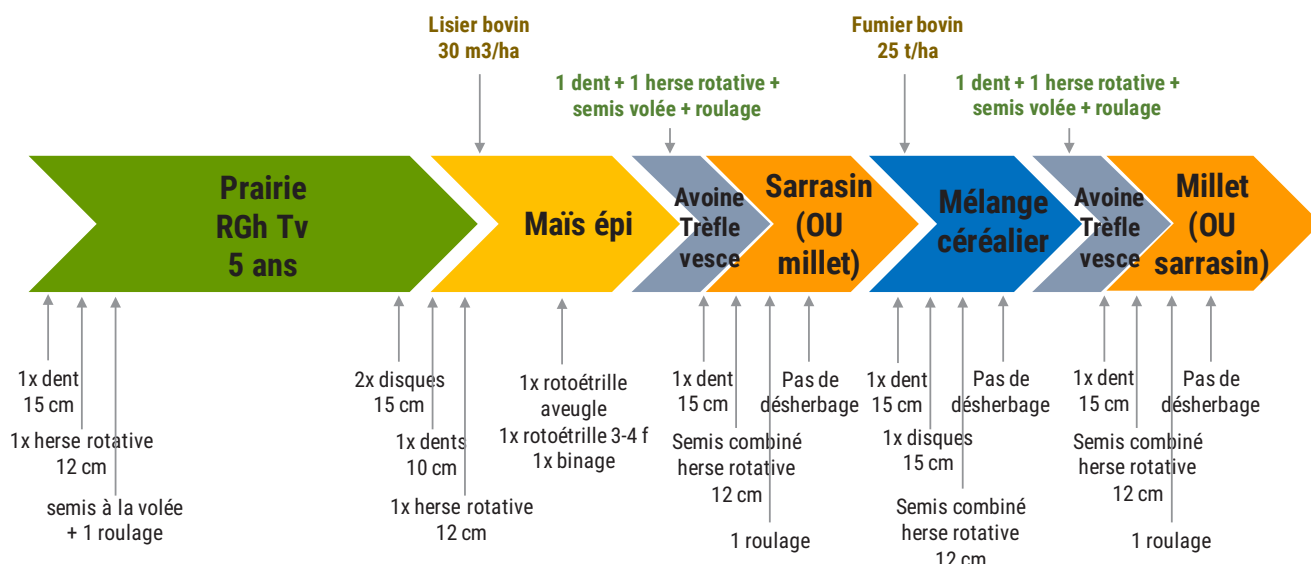 Lisier bovin
30 m3/ha
Fumier bovin
25 t/ha
1 dent + 1 herse rotative +
semis volée + roulage
1 dent + 1 herse rotative +
semis volée + roulage
Prairie
RGh Tv
5 ans
Maïs épi
Avoine
Trèfle
vesce
Sarrasin
(OU
millet)
Mélange
céréalier
Avoine
Trèfle
vesce
Millet
(OU
sarrasin)
1x dent
15 cm
1x herse rotative
12 cm
semis à la volée
+ 1 roulage
2x disques
15 cm
1x dents
10 cm
1x herse rotative
12 cm
1x rotoétrille
aveugle
1x rotoétrille 3-4 f
1x binage
1x dent
15 cm
Semis combiné
herse rotative
12 cm
1 roulage
Pas de
désherbage
1x dent
15 cm
1x disques
15 cm
Semis combiné
herse rotative
12 cm
Pas de
désherbage
1x dent
15 cm
Semis combiné
herse rotative
12 cm
1 roulage
Pas de
désherbage